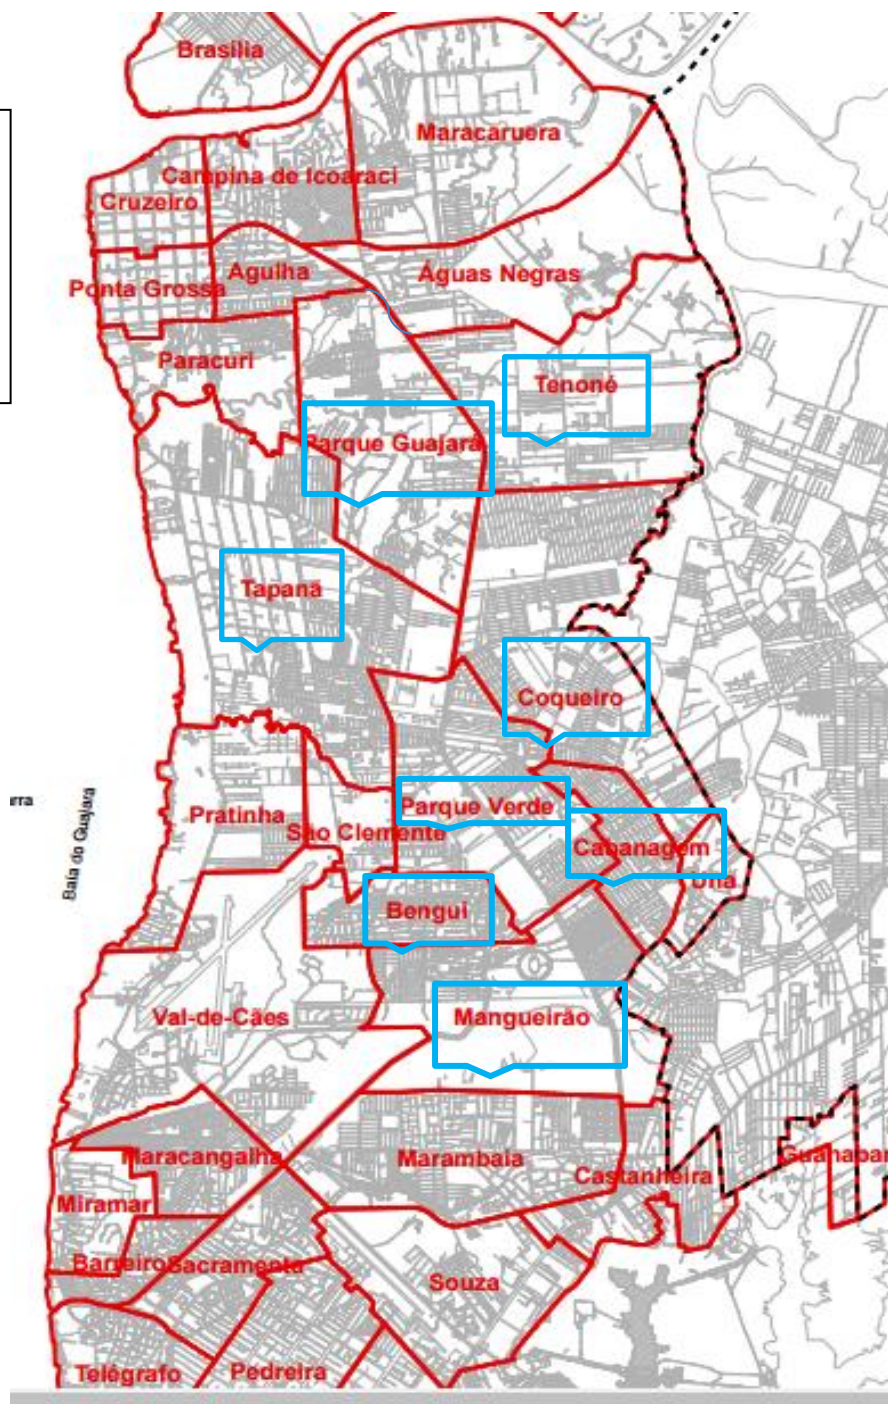 Brasília
Maracaruera
Campina de Icoaraci
Cruzeiro
Agulha
Águas Negras
Ponta Grossa
Paracuri
Tenoné
Parque Guajará
Tapanã
Coqueiro
Parque Verde
Pratinha
São Clemente
Cabanagem
Una
Baía do Guajará
Bengui
Val-de-Cães
Mangueirão
Maracangalha
Marambaia
Castanheira
Guanabar
Miramar
Barreiro
Sacramenta
Souza
Telégrafo
Pedreira